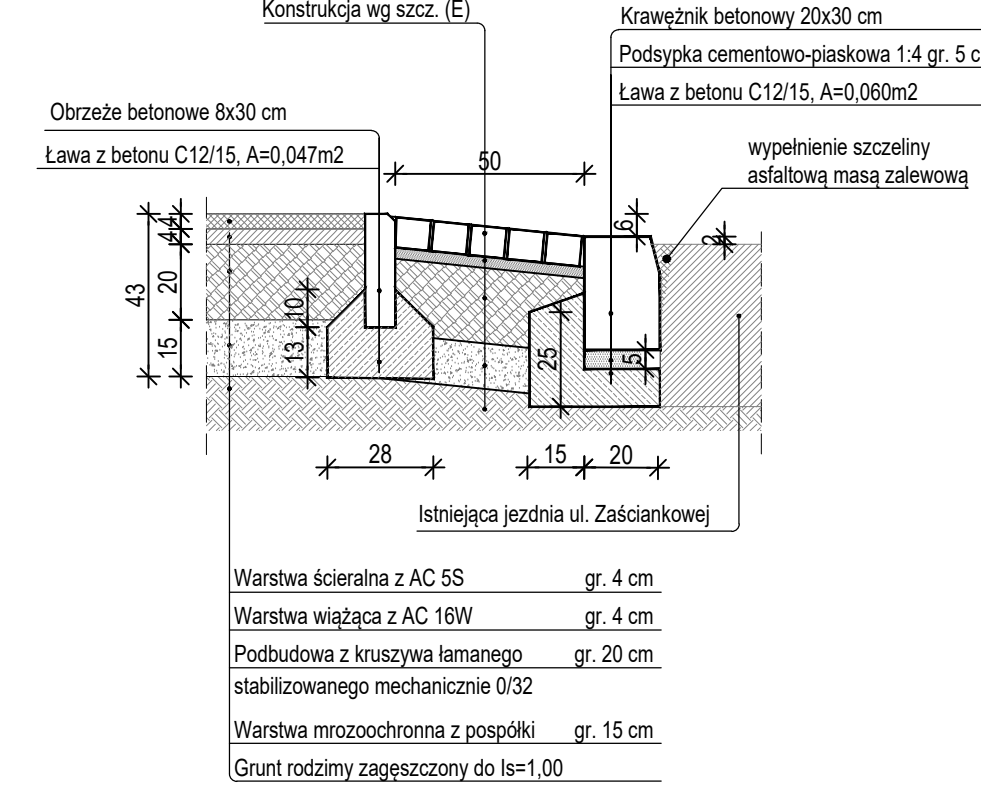 Konstrukcja wg szcz. (E)
Krawężnik betonowy 20x30 cm
Podsypka cementowo-piaskowa 1:4 gr. 5 c
Ława z betonu C12/15, A=0,060m2
Obrzeże betonowe 8x30 cm
Ława z betonu C12/15, A=0,047m2
wypełnienie szczeliny
asfaltową masą zalewową
50
6
2
4
4
20
43
15
10
13
25
5
28
15
20
Istniejąca jezdnia ul. Zaściankowej
Warstwa ścieralna z AC 5S gr. 4 cm
Warstwa wiążąca z AC 16W gr. 4 cm
Podbudowa z kruszywa łamanego gr. 20 cm
stabilizowanego mechanicznie 0/32
Warstwa mrozoochronna z pospółki gr. 15 cm
Grunt rodzimy zagęszczony do Is=1,00